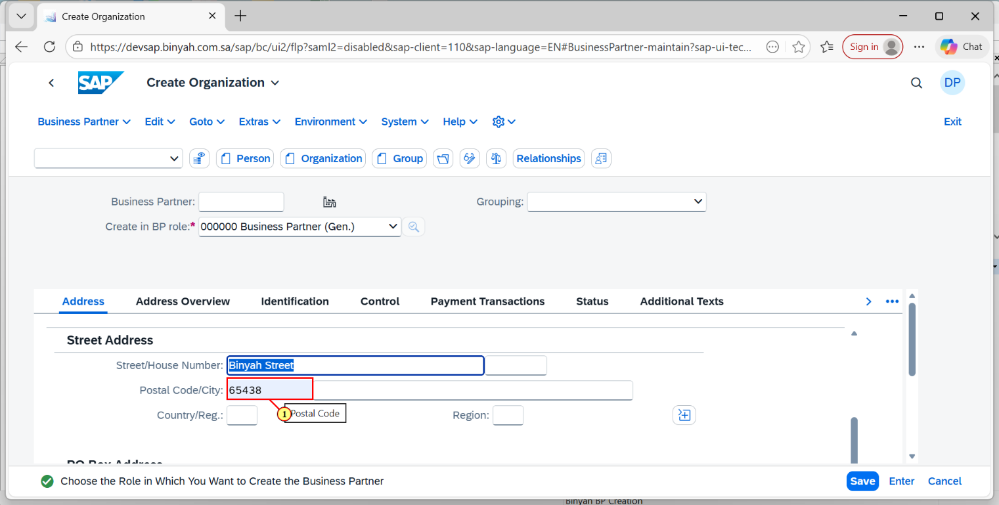 Create Organization
https://devsap.binyah.com.sa/sap/bc/ui2/flp?saml2=disabled&sap-client=110&sap-language=EN#BusinessPartner-maintain?sap-ui-tec...
Sign in
Chat
SAP
Create Organization
DP
Business Partner
Edit
Goto
Extras
Environment
System
Help
Exit
Person
Organization
Group
Relationships
Business Partner:
Grouping:
Create in BP role:* 000000 Business Partner (Gen.)
Address
Address Overview
Identification
Control
Payment Transactions
Status
Additional Texts
Street Address
Street/House Number: Binyah Street
Postal Code/City: 65438
Country/Reg.:
1 Postal Code
Region:
PO Box Address
Choose the Role in Which You Want to Create the Business Partner
Save
Enter
Cancel
Binyah BP Creation